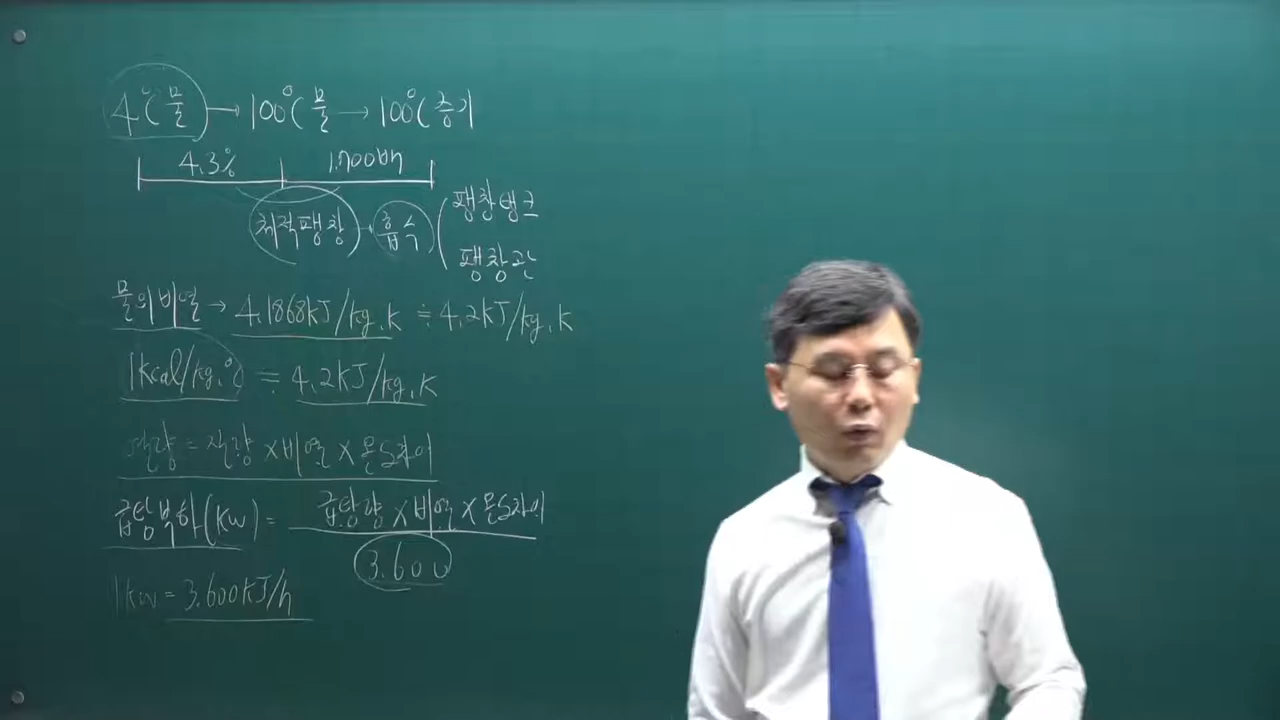 4℃ 물 → 100℃ 물 → 100℃ 증기
4.3% 1.700배
체적팽창 → 흡수 ( 팽창탱크
팽창관
물의 비열 → 4.1868kJ/kg.K ≒ 4.2kJ/kg.K
1kcal/kg.℃ ≒ 4.2kJ/kg.K
열량 = 질량 × 비열 × 온도차이
급탕부하(kw) = 급탕량 × 비열 × 온도차이
3.600
1kw = 3.600kJ/h